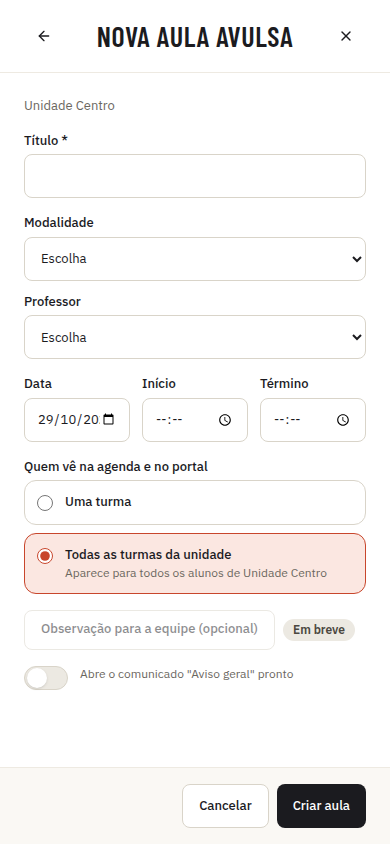 NOVA AULA AVULSA
Unidade Centro
Título *
Modalidade
Escolha
Professor
Escolha
Data
Início
Término
29/10/20
--:--
--:--
Quem vê na agenda e no portal
Uma turma
Todas as turmas da unidade
Aparece para todos os alunos de Unidade Centro
Observação para a equipe (opcional)
Em breve
Abre o comunicado "Aviso geral" pronto
Cancelar
Criar aula